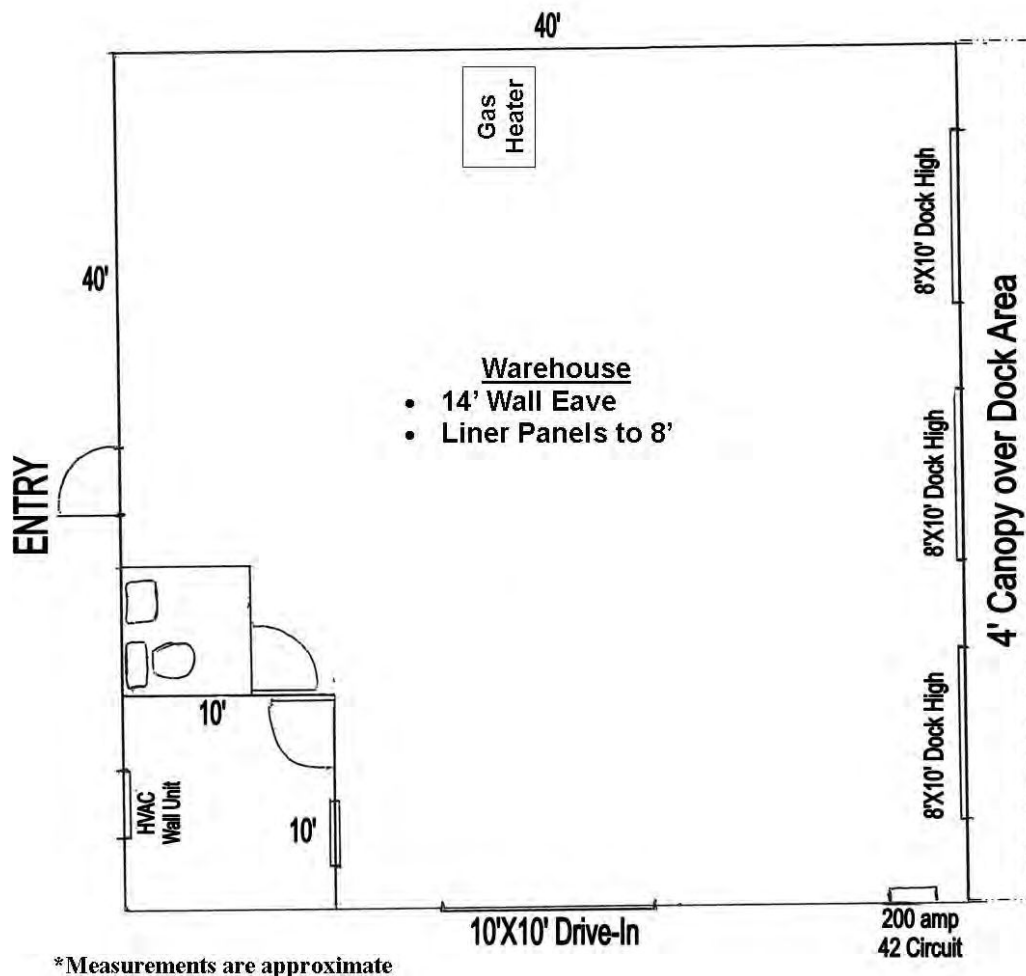 40'
Gas
Heater
8'X10' Dock High
40'
Warehouse
• 14' Wall Eave
• Liner Panels to 8'
4' Canopy over Dock Area
ENTRY
8'X10' Dock High
10'
8'X10' Dock High
HVAC
Wall Unit
10'
10'X10' Drive-In
200 amp
42 Circuit
*Measurements are approximate